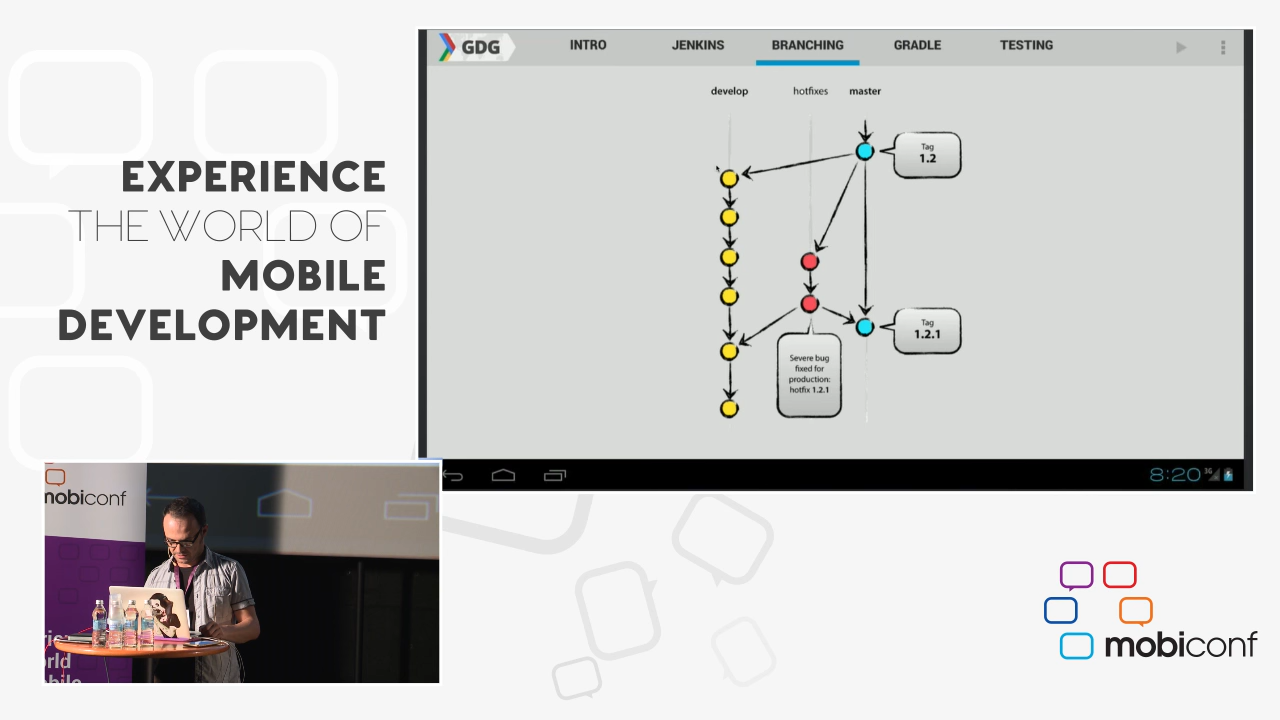 EXPERIENCE
THE WORLD OF
MOBILE
DEVELOPMENT
GDG
INTRO
JENKINS
BRANCHING
GRADLE
TESTING
develop
hotfixes
master
Tag
1.2
Tag
1.2.1
Severe bug
fixed for
production:
hotfix 1.2.1
8:20
3G
mobiconf
mobiconf